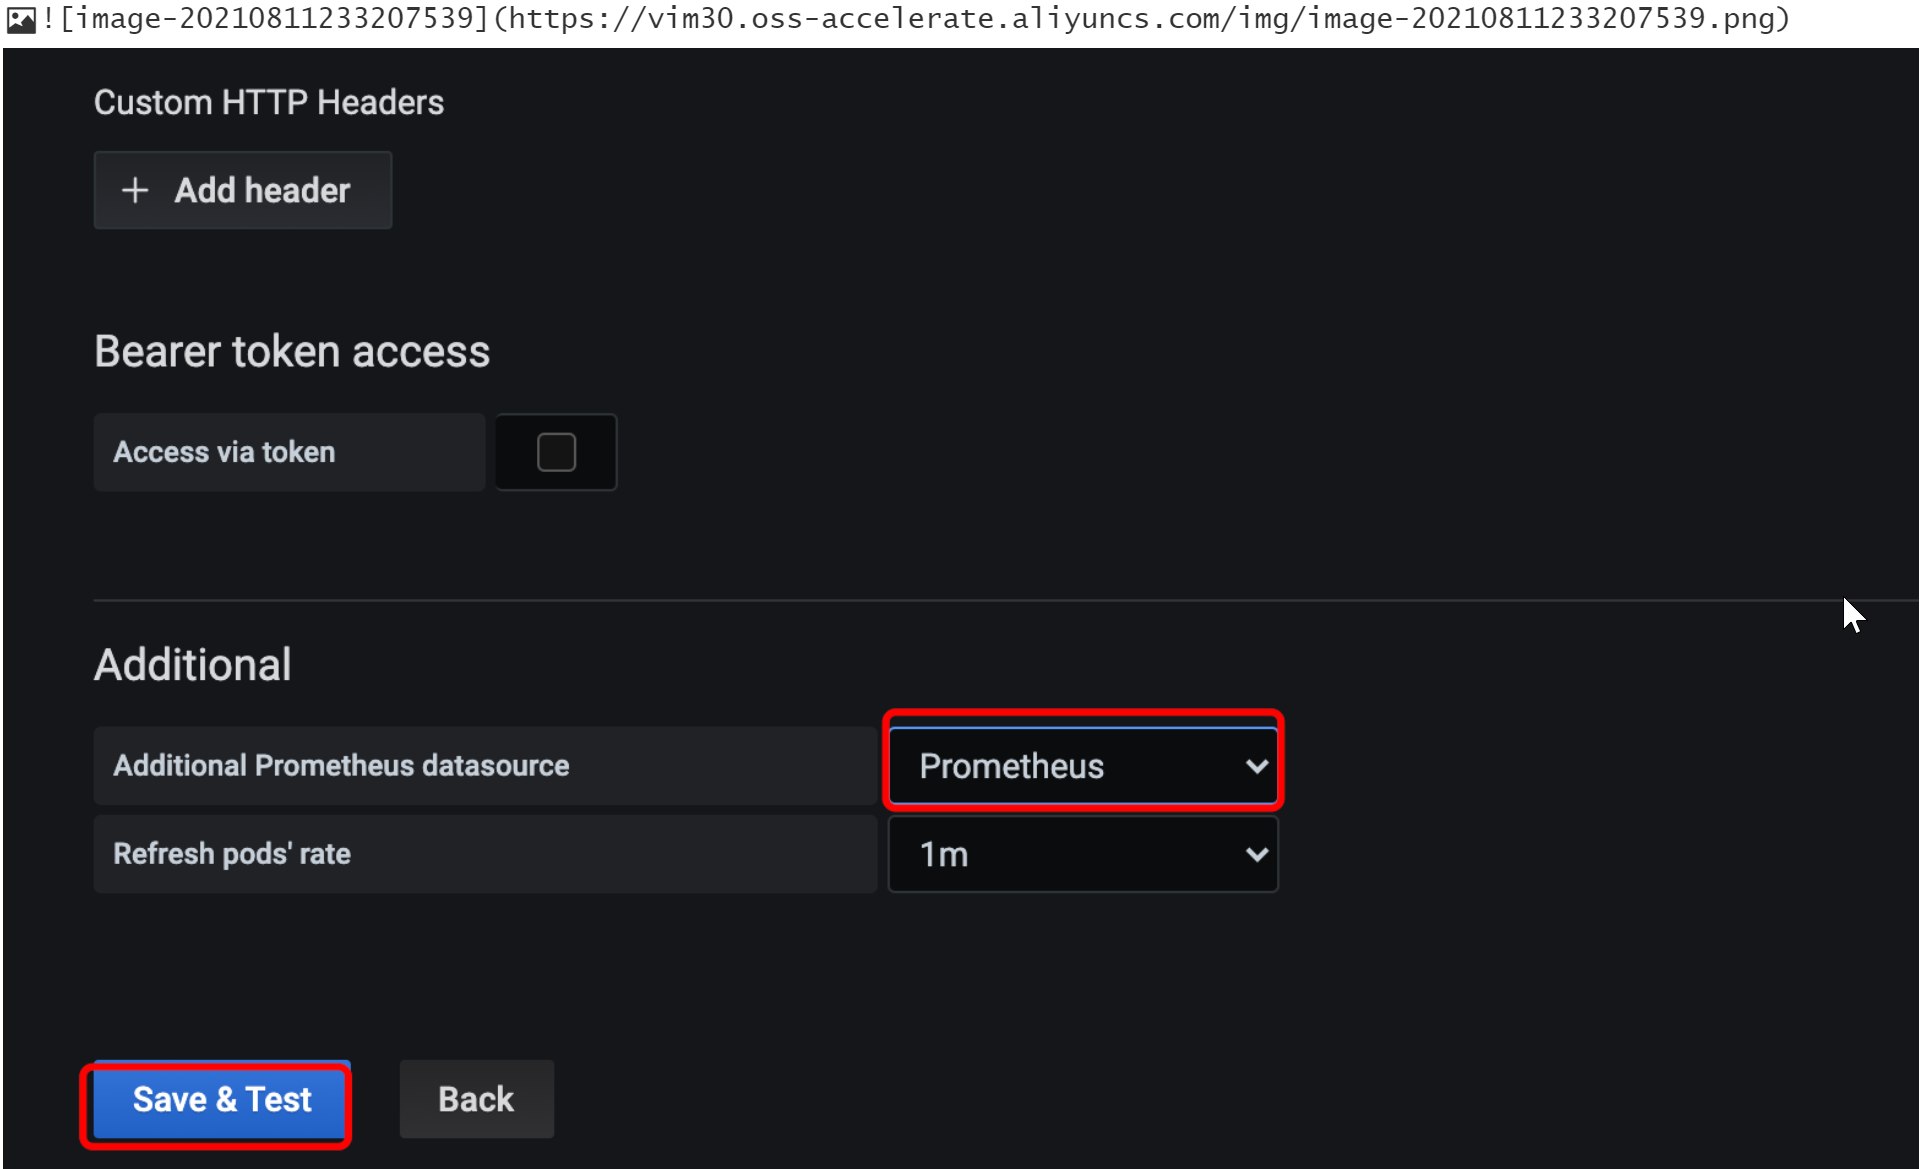 ![image-20210811233207539](https://vim30.oss-accelerate.aliyuncs.com/img/image-20210811233207539.png)
Custom HTTP Headers
+ Add header
Bearer token access
Access via token
Additional
Additional Prometheus datasource Prometheus
Refresh pods' rate 1m
Save & Test Back